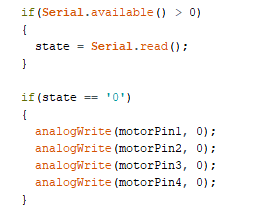 if(Serial.available() > 0)
{
state = Serial.read();
}
if(state == '0')
{
analogWrite(motorPin1, 0);
analogWrite(motorPin2, 0);
analogWrite(motorPin3, 0);
analogWrite(motorPin4, 0);
}